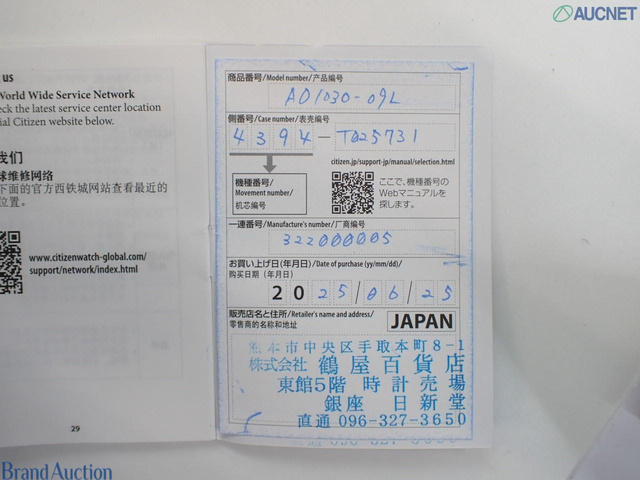 AUCNET
us
World Wide Service Network
eck the latest service center location
ial Citizen website below.
我们
球维修网络
下面的官方西铁城网站查看最近的
位置。
www.citizenwatch-global.com/
support/network/index.html
29
商品番号/Model number/产品编号
AO1030-09L
側番号/Case number/表壳编号
4394-T025731
citizen.jp/support-jp/manual/selection.html
機種番号/
Movement number/
机芯编号
ここで、機種番号の
Webマニュアルを
探します。
一連番号/Manufacture's number/厂商编号
322000005
お買い上げ日(年月日)/Date of purchase (yy/mm/dd)/
购买日期(年月日)
2025/06/25
販売店名と住所/Retailer's name and address/
零售商的名称和地址
JAPAN
熊本市中央区手取本町8-1
株式会社 鶴屋百貨店
東館5階 時計売場
銀座 日新堂
直通 096-327-3650
Brand Auction